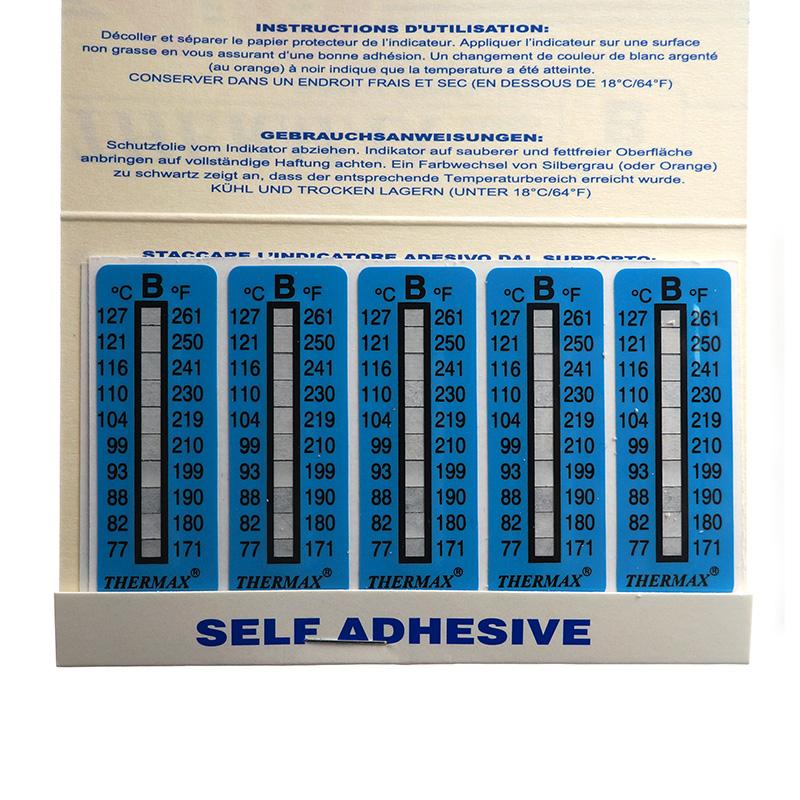 INSTRUCTIONS D'UTILISATION:
Décoller et séparer le papier protecteur de l'indicateur. Appliquer l'indicateur sur une surface
non grasse en vous assurant d'une bonne adhésion. Un changement de couleur de blanc argenté
(au orange) à noir indique que la temperature a été atteinte.
CONSERVER DANS UN ENDROIT FRAIS ET SEC (EN DESSOUS DE 18°C/64°F)
GEBRAUCHSANWEISUNGEN:
Schutzfolie vom Indikator abziehen. Indikator auf sauberer und fettfreier Oberfläche
anbringen auf vollständige Haftung achten. Ein Farbwechsel von Silbergrau (oder Orange)
zu schwartz zeigt an, dass der entsprechende Temperaturbereich erreicht wurde.
KÜHL UND TROCKEN LAGERN (UNTER 18°C/64°F)
STACCARE L'INDICATORE ADESIVO DAL SUPPORTO:
°C B °F °C B °F °C B °F °C B °F °C B °F
127 261 127 261 127 261 127 261 127 261
121 250 121 250 121 250 121 250 121 250
116 241 116 241 116 241 116 241 116 241
110 230 110 230 110 230 110 230 110 230
104 219 104 219 104 219 104 219 104 219
99 210 99 210 99 210 99 210 99 210
93 199 93 199 93 199 93 199 93 199
88 190 88 190 88 190 88 190 88 190
82 180 82 180 82 180 82 180 82 180
77 171 77 171 77 171 77 171 77 171
THERMAX® THERMAX® THERMAX® THERMAX® THERMAX®
SELF ADHESIVE